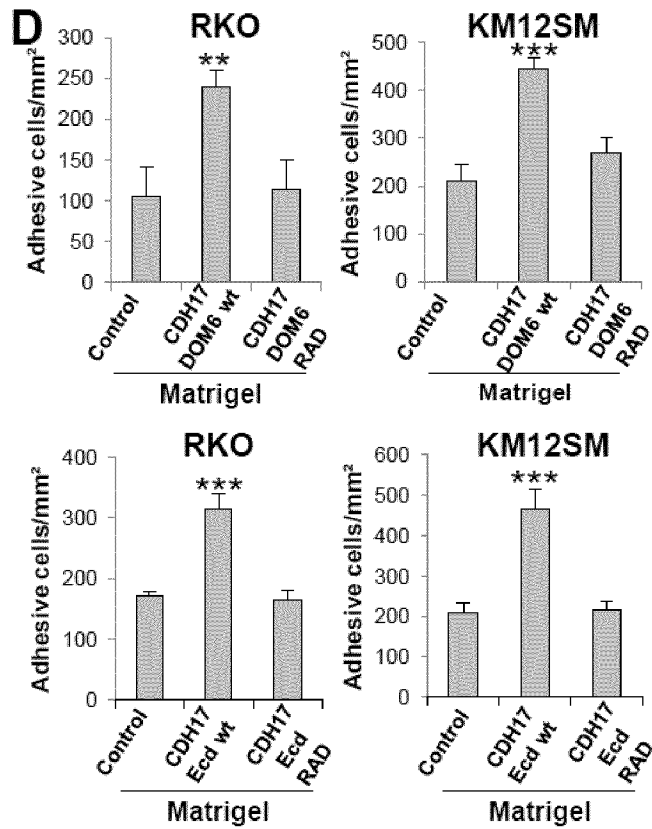 D
RKO
Adhesive cells/mm²
300
250
200
150
100
50
0
**
Control
CDH17
DOM6 wt
CDH17
DOM6
RAD
Matrigel
KM12SM
Adhesive cells/mm²
500
400
300
200
100
0
***
Control
CDH17
DOM6 wt
CDH17
DOM6
RAD
Matrigel
RKO
Adhesive cells/mm²
400
300
200
100
0
***
Control
CDH17
Ecd wt
CDH17
Ecd
RAD
Matrigel
KM12SM
Adhesive cells/mm²
600
500
400
300
200
100
000
***
Control
CDH17
Ecd wt
CDH17
Ecd
RAD
Matrigel